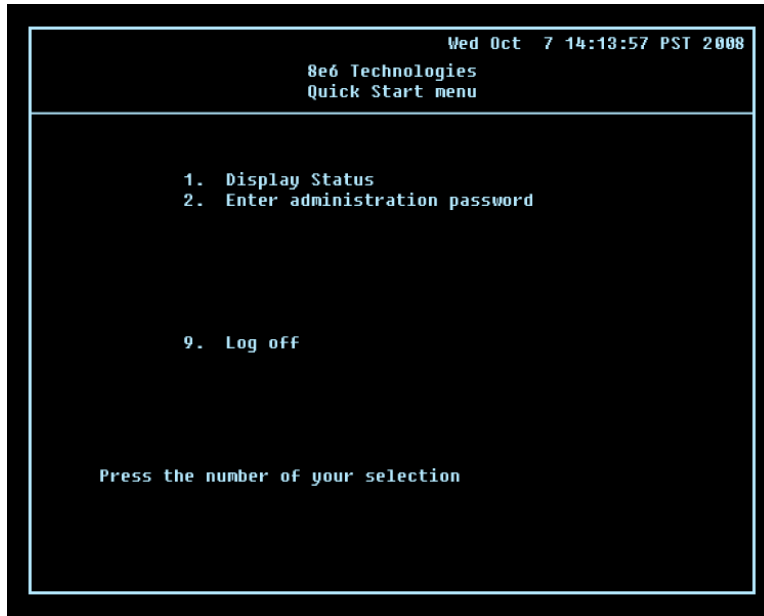 Wed Oct  7 14:13:57 PST 2008
8e6 Technologies
Quick Start menu
1.  Display Status
2.  Enter administration password
9.  Log off
Press the number of your selection